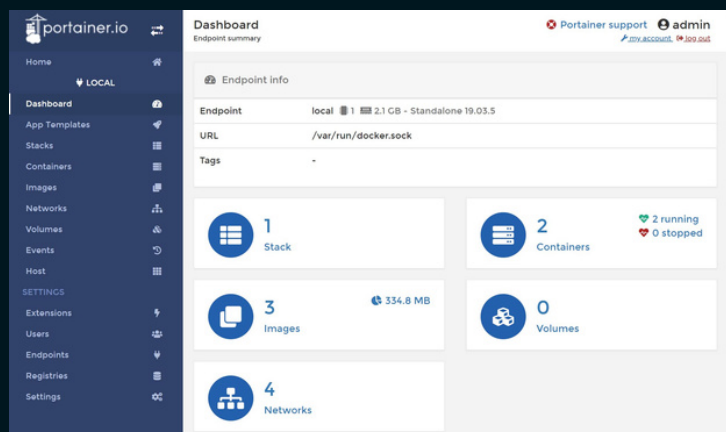 portainer.io
Home
LOCAL
Dashboard
App Templates
Stacks
Containers
Images
Networks
Volumes
Events
Host
SETTINGS
Extensions
Users
Endpoints
Registries
Settings
Dashboard
Endpoint summary
Portainer support admin
my account log out
Endpoint info
Endpoint local 1 2.1 GB - Standalone 19.03.5
URL /var/run/docker.sock
Tags -
1
Stack
2
Containers
2 running
0 stopped
3
Images
334.8 MB
0
Volumes
4
Networks